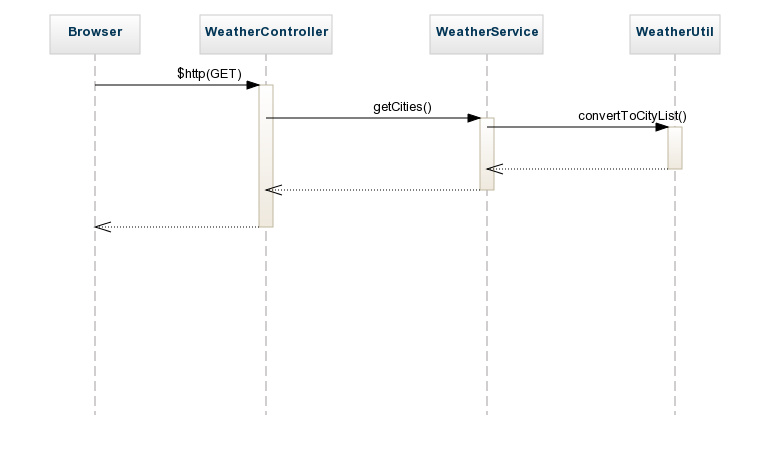 Browser
WeatherController
WeatherService
WeatherUtil
$http(GET)
getCities()
convertToCityList()